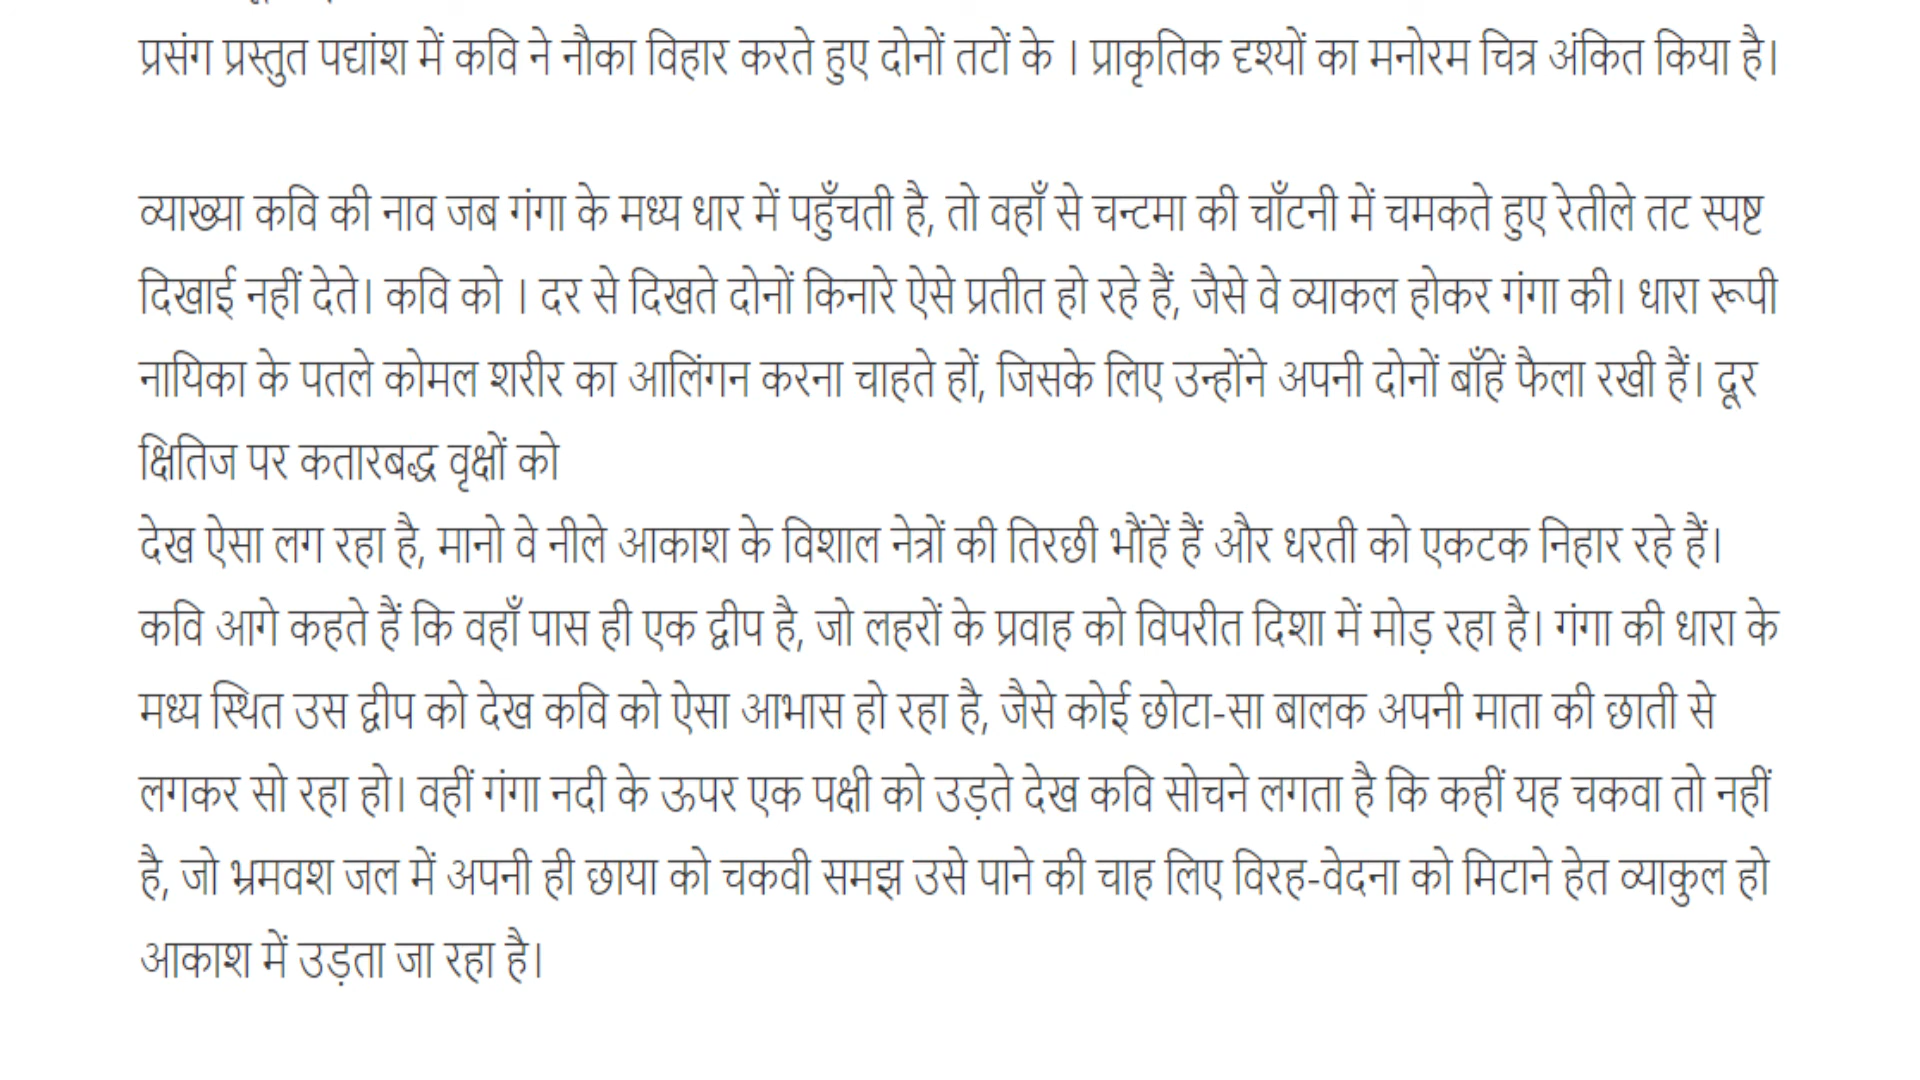 प्रसंग प्रस्तुत पद्यांश में कवि ने नौका विहार करते हुए दोनों तटों के । प्राकृतिक दृश्यों का मनोरम चित्र अंकित किया है।
व्याख्या कवि की नाव जब गंगा के मध्य धार में पहुँचती है, तो वहाँ से चन्टमा की चाँटनी में चमकते हुए रेतीले तट स्पष्ट
दिखाई नहीं देते। कवि को । दर से दिखते दोनों किनारे ऐसे प्रतीत हो रहे हैं, जैसे वे व्याकल होकर गंगा की। धारा रूपी
नायिका के पतले कोमल शरीर का आलिंगन करना चाहते हों, जिसके लिए उन्होंने अपनी दोनों बाँहें फैला रखी हैं। दूर
क्षितिज पर कतारबद्ध वृक्षों को
देख ऐसा लग रहा है, मानो वे नीले आकाश के विशाल नेत्रों की तिरछी भौंहें हैं और धरती को एकटक निहार रहे हैं।
कवि आगे कहते हैं कि वहाँ पास ही एक द्वीप है, जो लहरों के प्रवाह को विपरीत दिशा में मोड़ रहा है। गंगा की धारा के
मध्य स्थित उस द्वीप को देख कवि को ऐसा आभास हो रहा है, जैसे कोई छोटा-सा बालक अपनी माता की छाती से
लगकर सो रहा हो। वहीं गंगा नदी के ऊपर एक पक्षी को उड़ते देख कवि सोचने लगता है कि कहीं यह चकवा तो नहीं
है, जो भ्रमवश जल में अपनी ही छाया को चकवी समझ उसे पाने की चाह लिए विरह-वेदना को मिटाने हेत व्याकुल हो
आकाश में उड़ता जा रहा है।